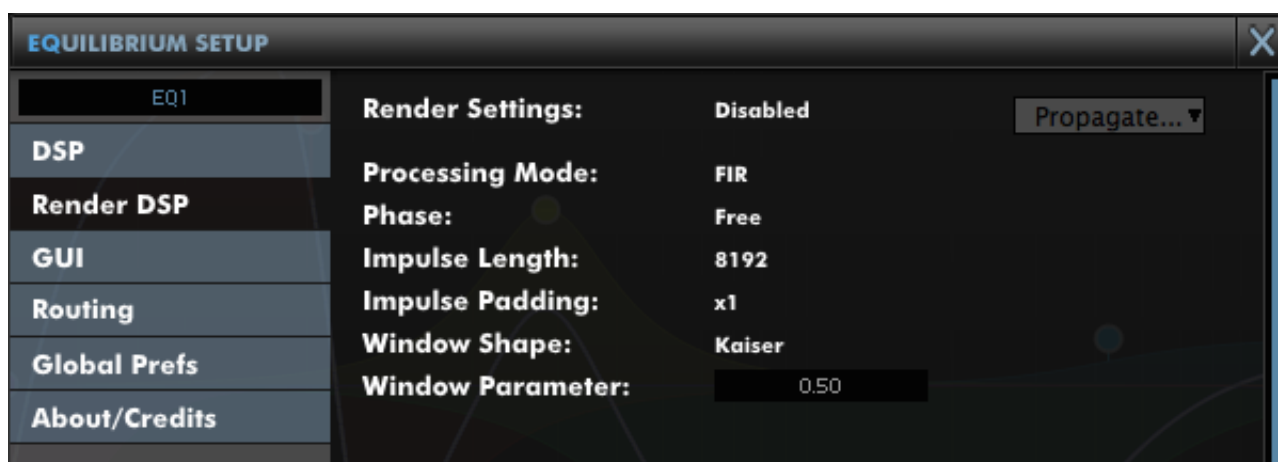 EQUILIBRIUM SETUP X
EQ1
DSP
Render DSP
GUI
Routing
Global Prefs
About/Credits
Render Settings: Disabled Propagate...
Processing Mode: FIR
Phase: Free
Impulse Length: 8192
Impulse Padding: x1
Window Shape: Kaiser
Window Parameter: 0.50